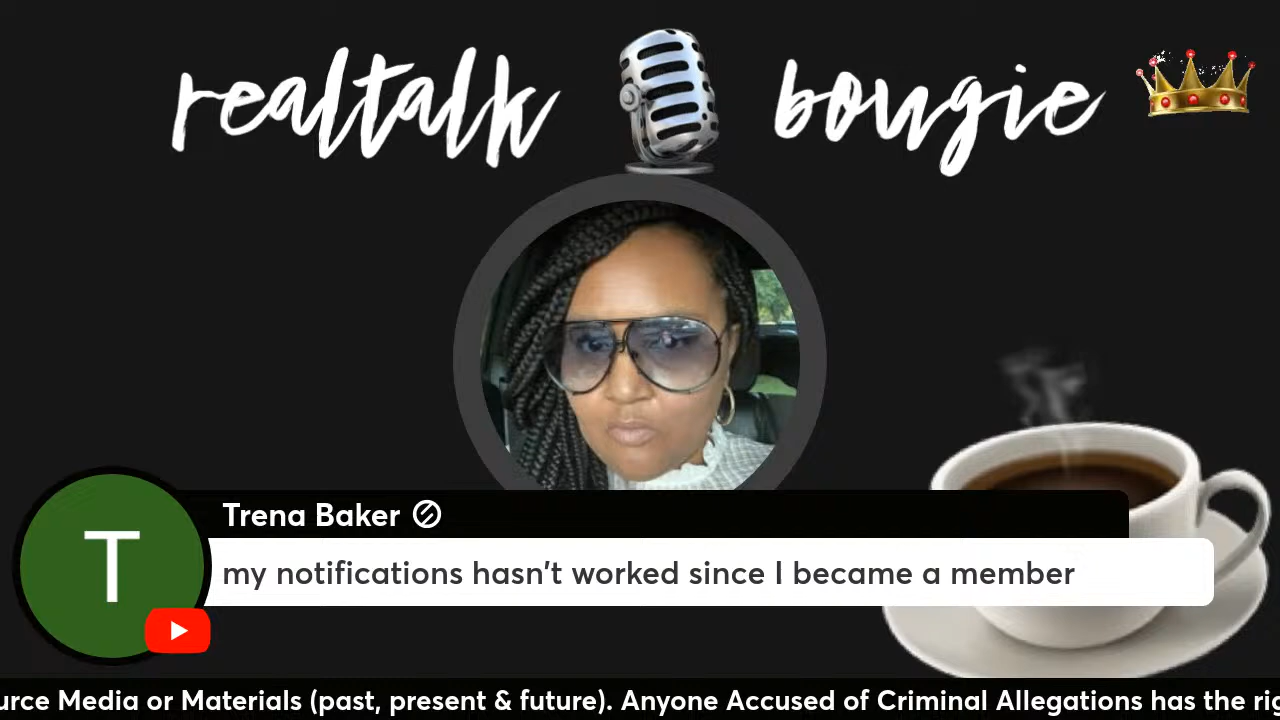 realtalk bougie
Trena Baker
T
my notifications hasn't worked since I became a member
urce Media or Materials (past, present & future). Anyone Accused of Criminal Allegations has the rig